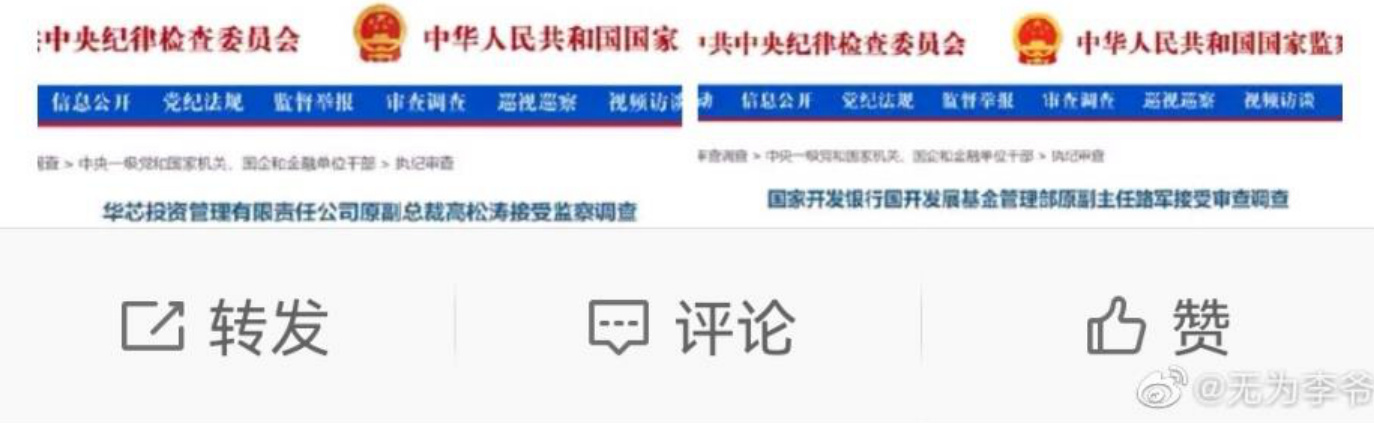 中央纪律检查委员会 中华人民共和国国家
信息公开 党纪法规 监督举报 审查调查 巡视巡察 视频访谈
调查 > 中央一级党和国家机关、国企和金融单位干部 > 执纪审查
华芯投资管理有限责任公司原副总裁高松涛接受监察调查
共中央纪律检查委员会 中华人民共和国国家监察
动 信息公开 党纪法规 监督举报 审查调查 巡视巡察 视频访谈
审查调查 > 中央一级党和国家机关、国企和金融单位干部 > 执纪审查
国家开发银行国开发展基金管理部原副主任路军接受审查调查
转发 评论 赞
@无为李爷